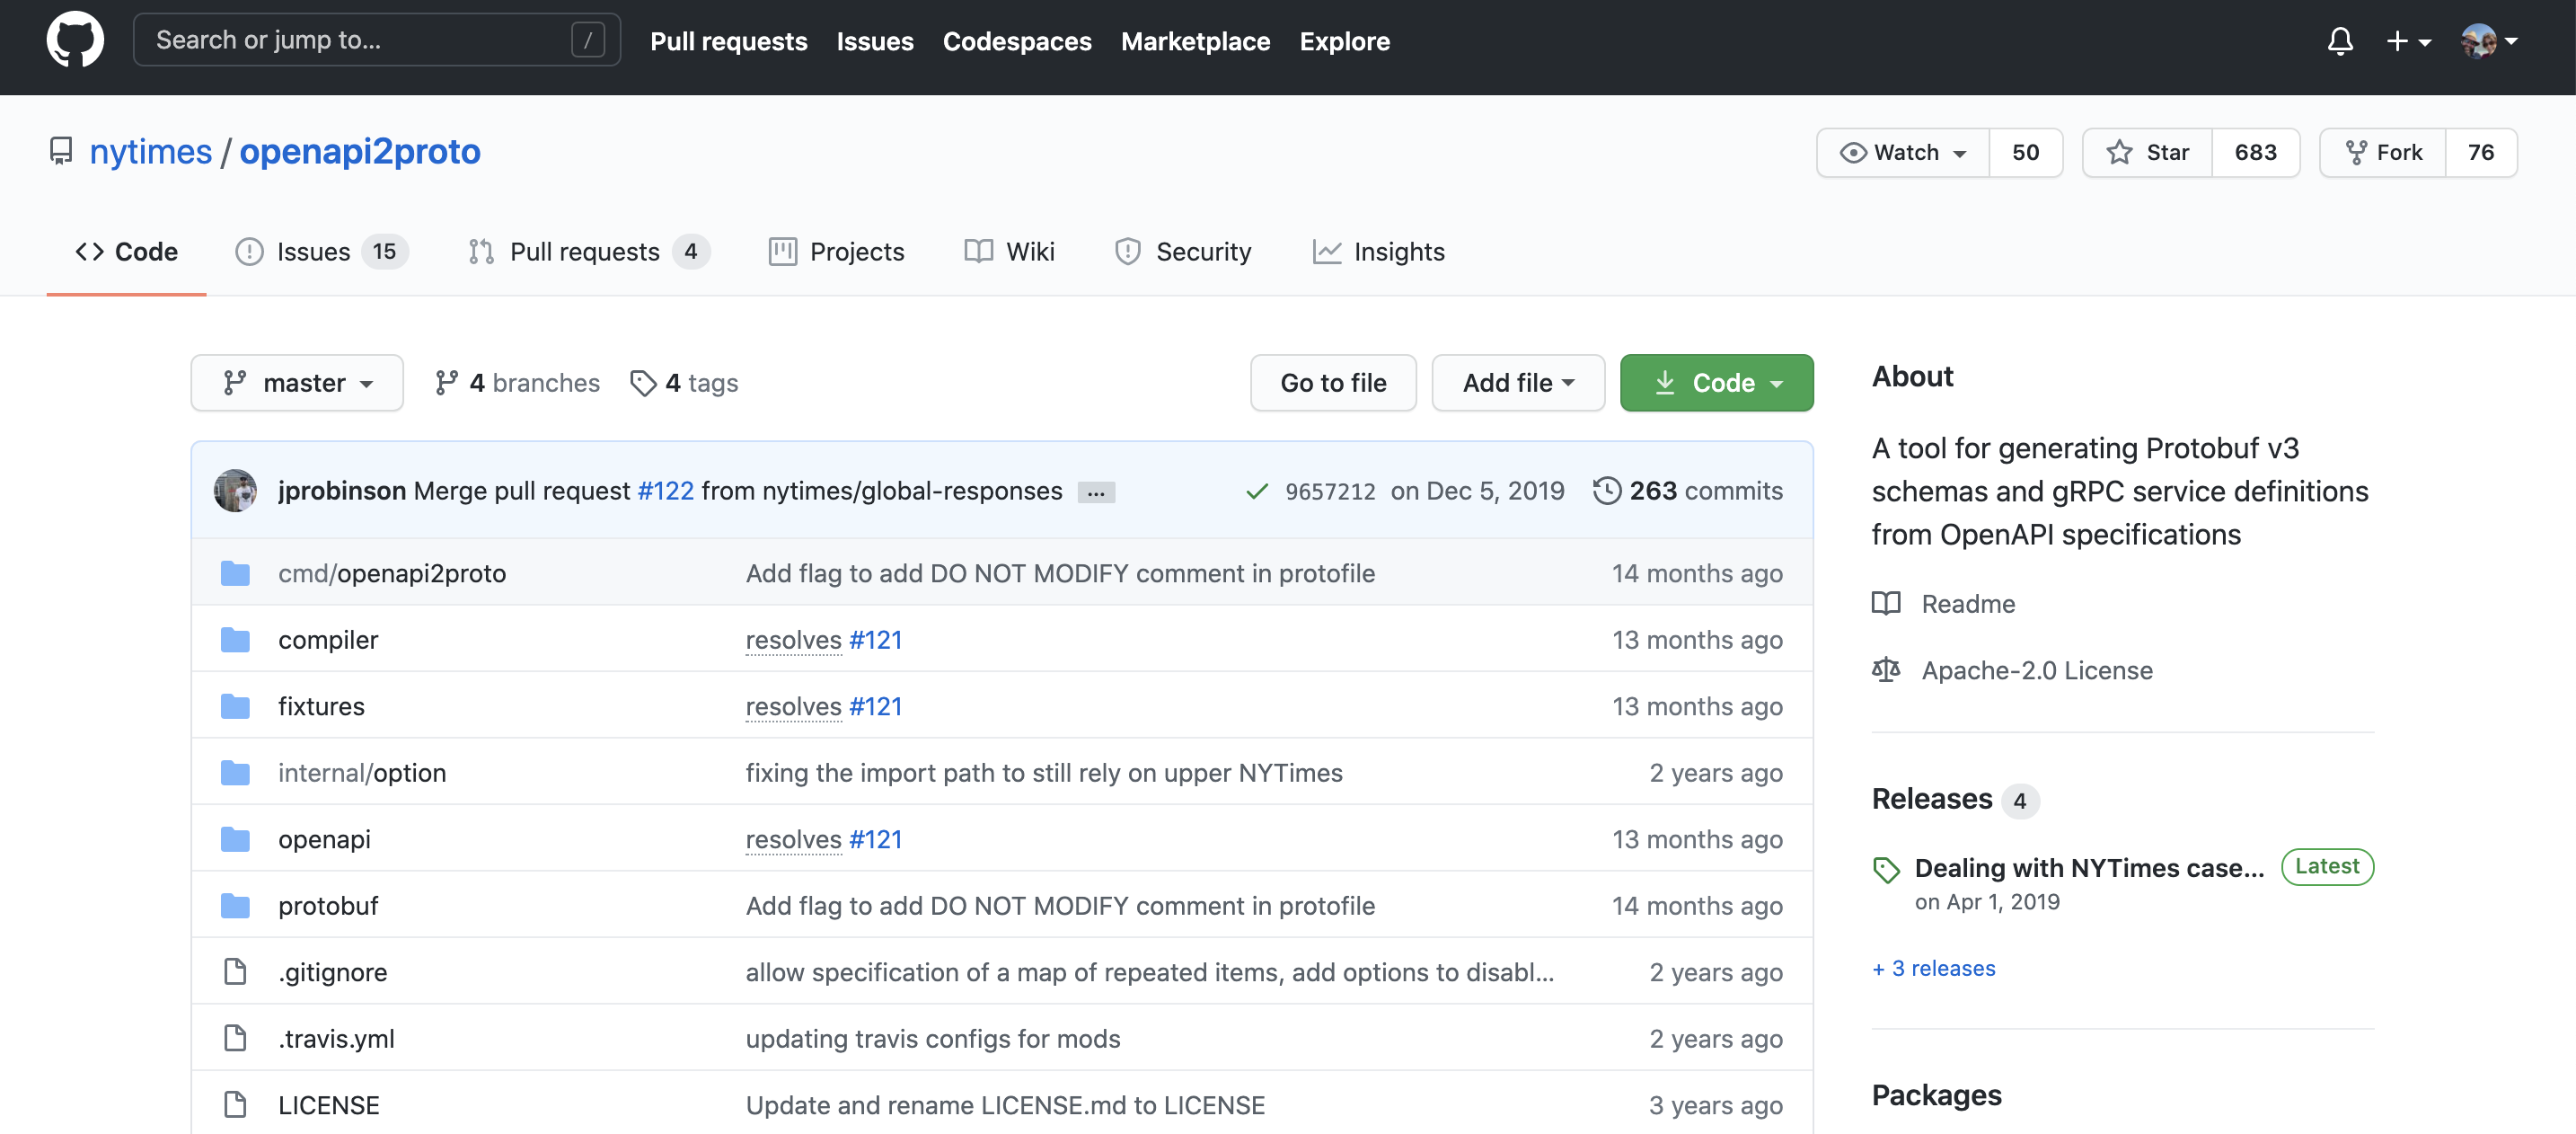 Search or jump to... / Pull requests Issues Codespaces Marketplace Explore
nytimes / openapi2proto Watch 50 Star 683 Fork 76
Code Issues 15 Pull requests 4 Projects Wiki Security Insights
master 4 branches 4 tags Go to file Add file Code
jprobinson Merge pull request #122 from nytimes/global-responses ... 9657212 on Dec 5, 2019 263 commits
cmd/openapi2proto Add flag to add DO NOT MODIFY comment in protofile 14 months ago
compiler resolves #121 13 months ago
fixtures resolves #121 13 months ago
internal/option fixing the import path to still rely on upper NYTimes 2 years ago
openapi resolves #121 13 months ago
protobuf Add flag to add DO NOT MODIFY comment in protofile 14 months ago
.gitignore allow specification of a map of repeated items, add options to disabl... 2 years ago
.travis.yml updating travis configs for mods 2 years ago
LICENSE Update and rename LICENSE.md to LICENSE 3 years ago
About
A tool for generating Protobuf v3
schemas and gRPC service definitions
from OpenAPI specifications
Readme
Apache-2.0 License
Releases 4
Dealing with NYTimes case... Latest
on Apr 1, 2019
+ 3 releases
Packages